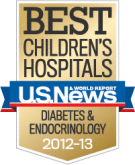 BEST
CHILDREN'S
HOSPITALS
U.S.News
& WORLD REPORT
DIABETES &
ENDOCRINOLOGY
2012-13